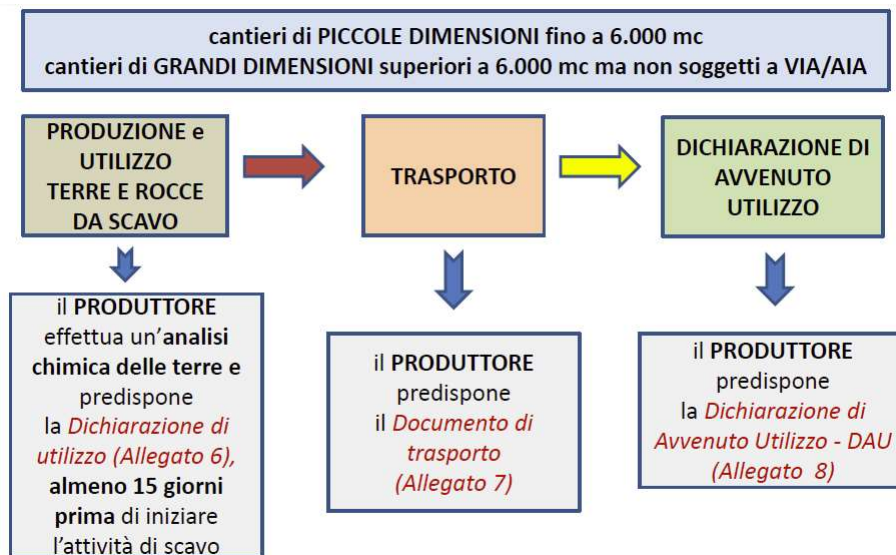 cantieri di PICCOLE DIMENSIONI fino a 6.000 mc
cantieri di GRANDI DIMENSIONI superiori a 6.000 mc ma non soggetti a VIA/AIA
PRODUZIONE e
UTILIZZO
TERRE E ROCCE
DA SCAVO
TRASPORTO
DICHIARAZIONE DI
AVVENUTO
UTILIZZO
il PRODUTTORE
effettua un'analisi
chimica delle terre e
predispone
la Dichiarazione di
utilizzo (Allegato 6),
almeno 15 giorni
prima di iniziare
l'attività di scavo
il PRODUTTORE
predispone
il Documento di
trasporto
(Allegato 7)
il PRODUTTORE
predispone
la Dichiarazione di
Avvenuto Utilizzo - DAU
(Allegato 8)